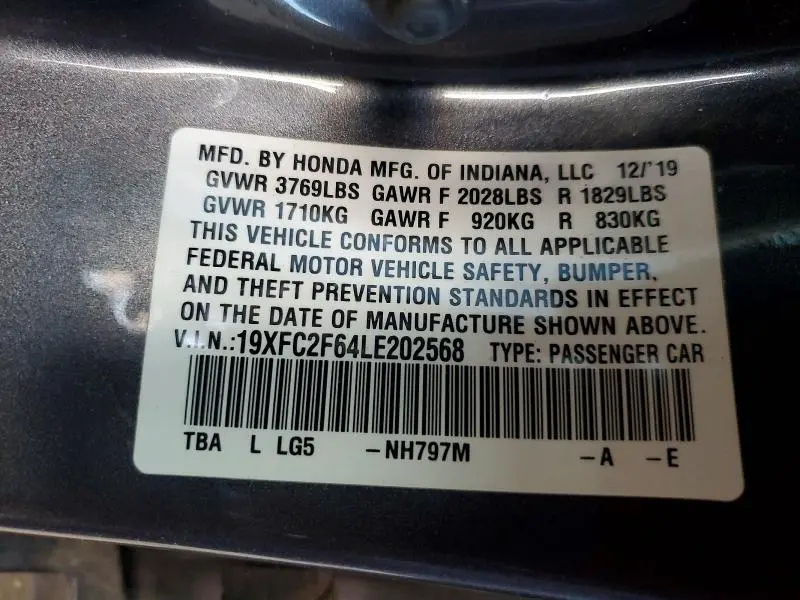 MFD. BY HONDA MFG. OF INDIANA, LLC 12/'19
GVWR 3769LBS GAWR F 2028LBS R 1829LBS
GVWR 1710KG GAWR F 920KG R 830KG
THIS VEHICLE CONFORMS TO ALL APPLICABLE
FEDERAL MOTOR VEHICLE SAFETY, BUMPER,
AND THEFT PREVENTION STANDARDS IN EFFECT
ON THE DATE OF MANUFACTURE SHOWN ABOVE.
V.I.N.:19XFC2F64LE202568 TYPE: PASSENGER CAR
TBA L LG5 -NH797M -A -E